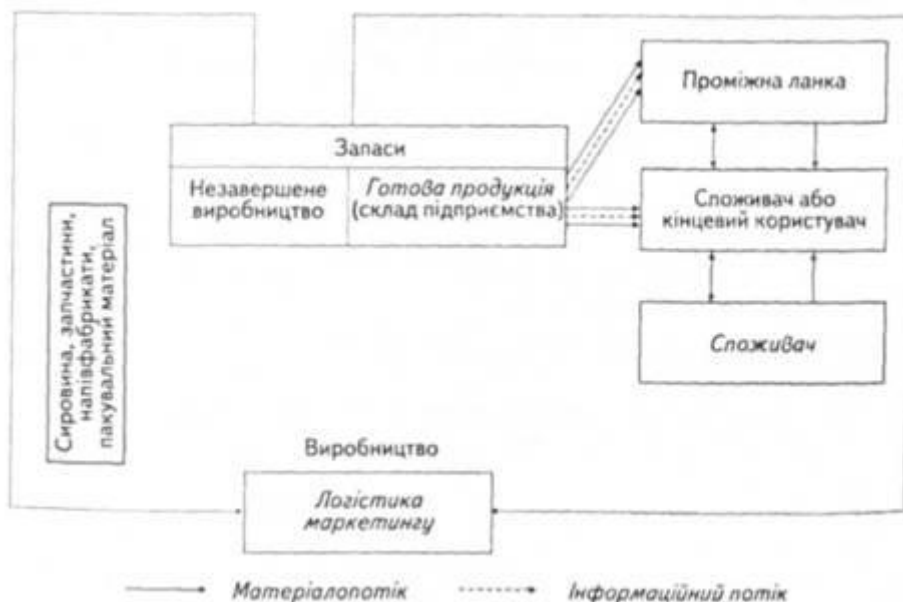 Проміжна ланка
Запаси
Незавершене
виробництво
Готова продукція
(склад підприємства)
Споживач або
кінцевий користувач
Споживач
Сировина, запчастини,
напівфабрикати,
пакувальний матеріал
Виробництво
Логістика
маркетингу
Матеріалопотік
Інформаційний потік